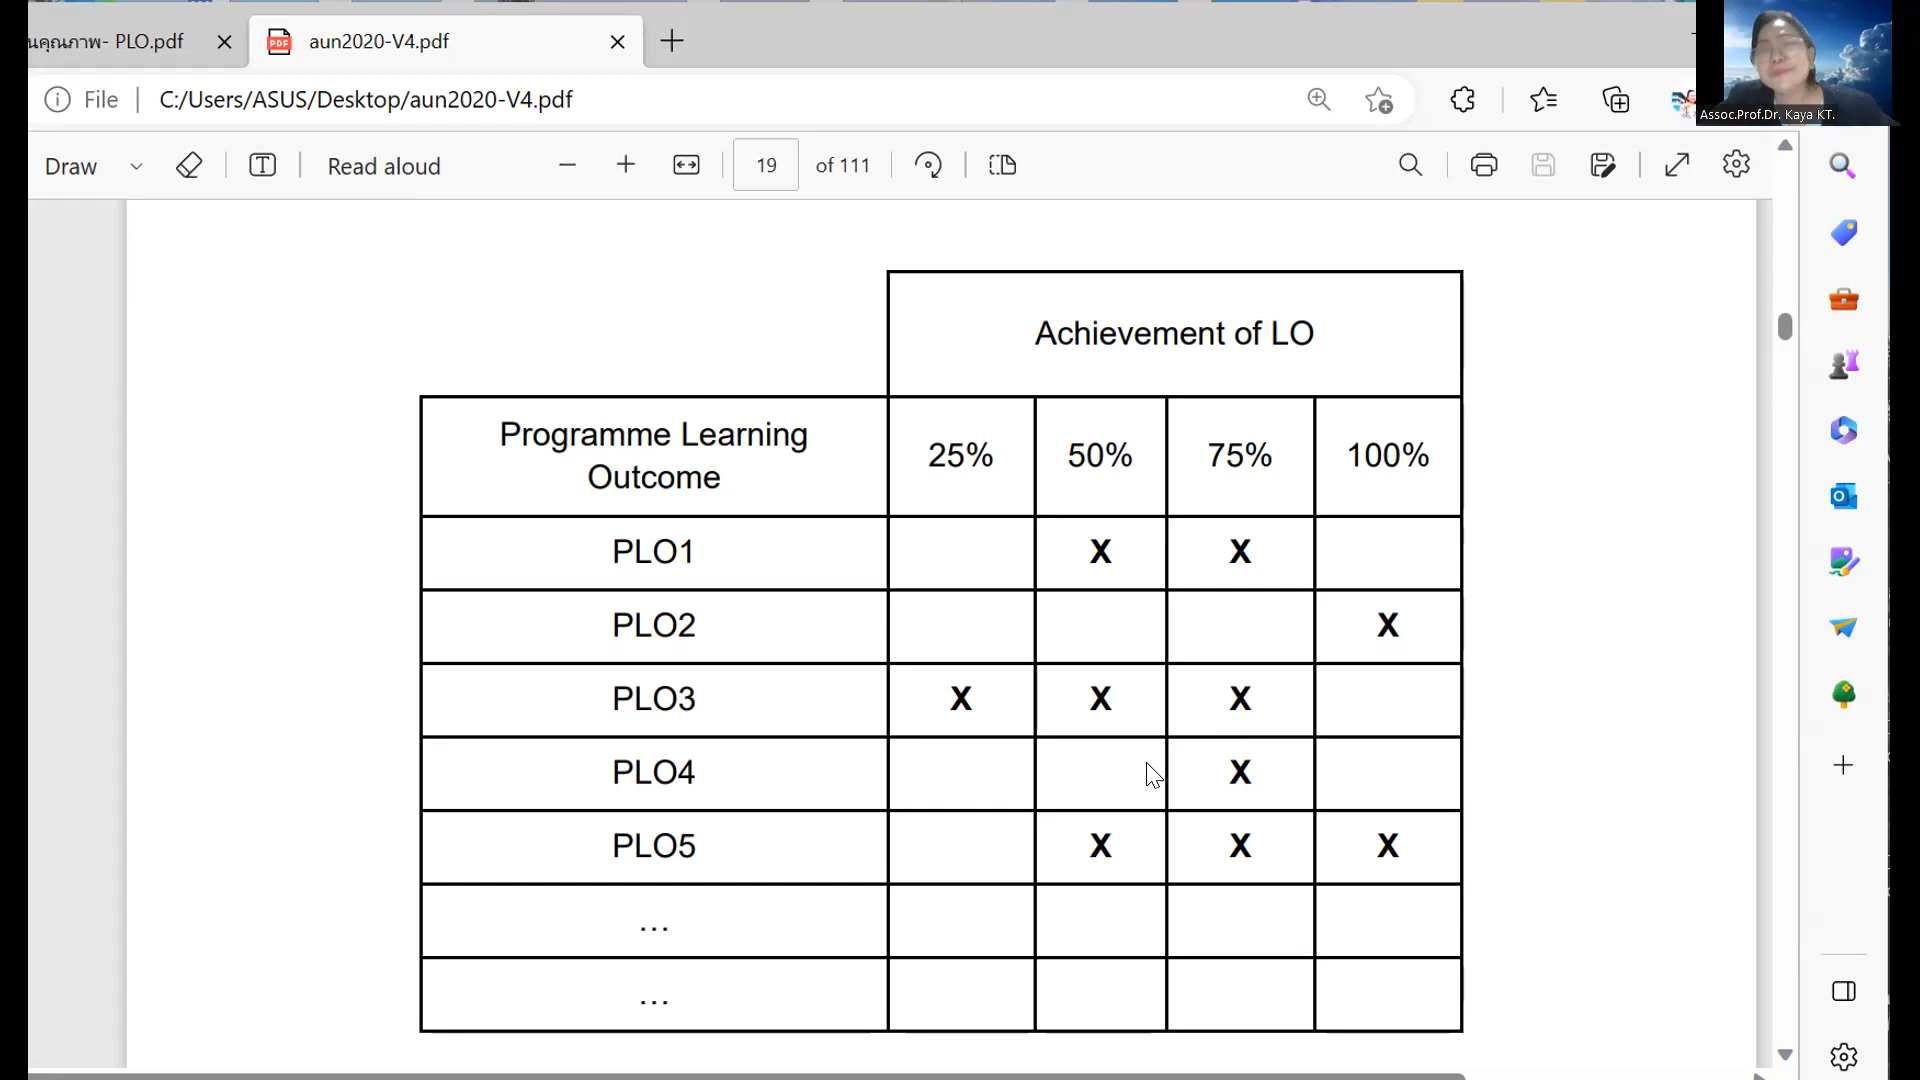 นคุณภาพ- PLO.pdf
aun2020-V4.pdf
File
C:/Users/ASUS/Desktop/aun2020-V4.pdf
Assoc.Prof.Dr. Kaya KT.
Draw
Read aloud
19 of 111
Achievement of LO
Programme Learning
Outcome
25% 50% 75% 100%
PLO1 X X
PLO2 X
PLO3 X X X
PLO4 X
PLO5 X X X
...
...